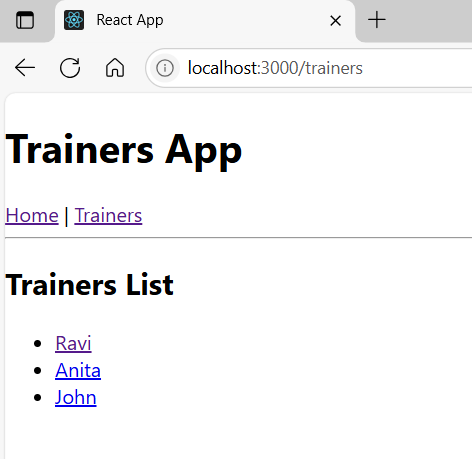 React App
localhost:3000/trainers
Trainers App
Home | Trainers
Trainers List
Ravi
Anita
John